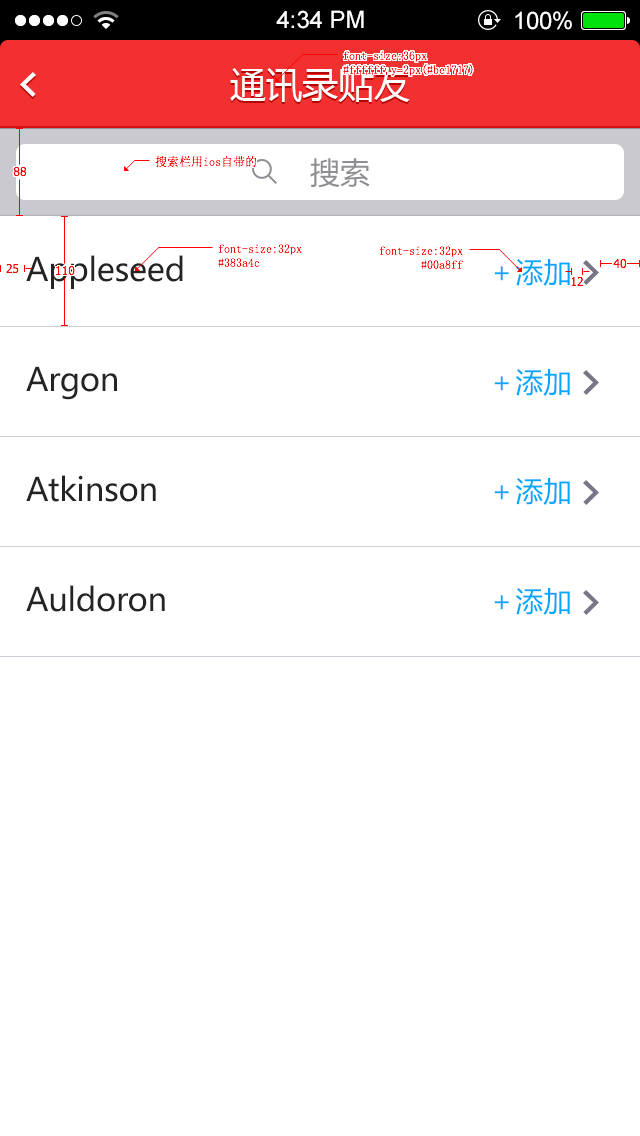 4:34 PM 100%
通讯录贴友
font-size:36px
#ffffff y=2px(#be1717)
88
搜索栏用ios自带的
搜索
25
Appleseed
110
font-size:32px
#383a4c
font-size:32px
#00a8ff
+ 添加
12
40
Argon
+ 添加
Atkinson
+ 添加
Auldoron
+ 添加